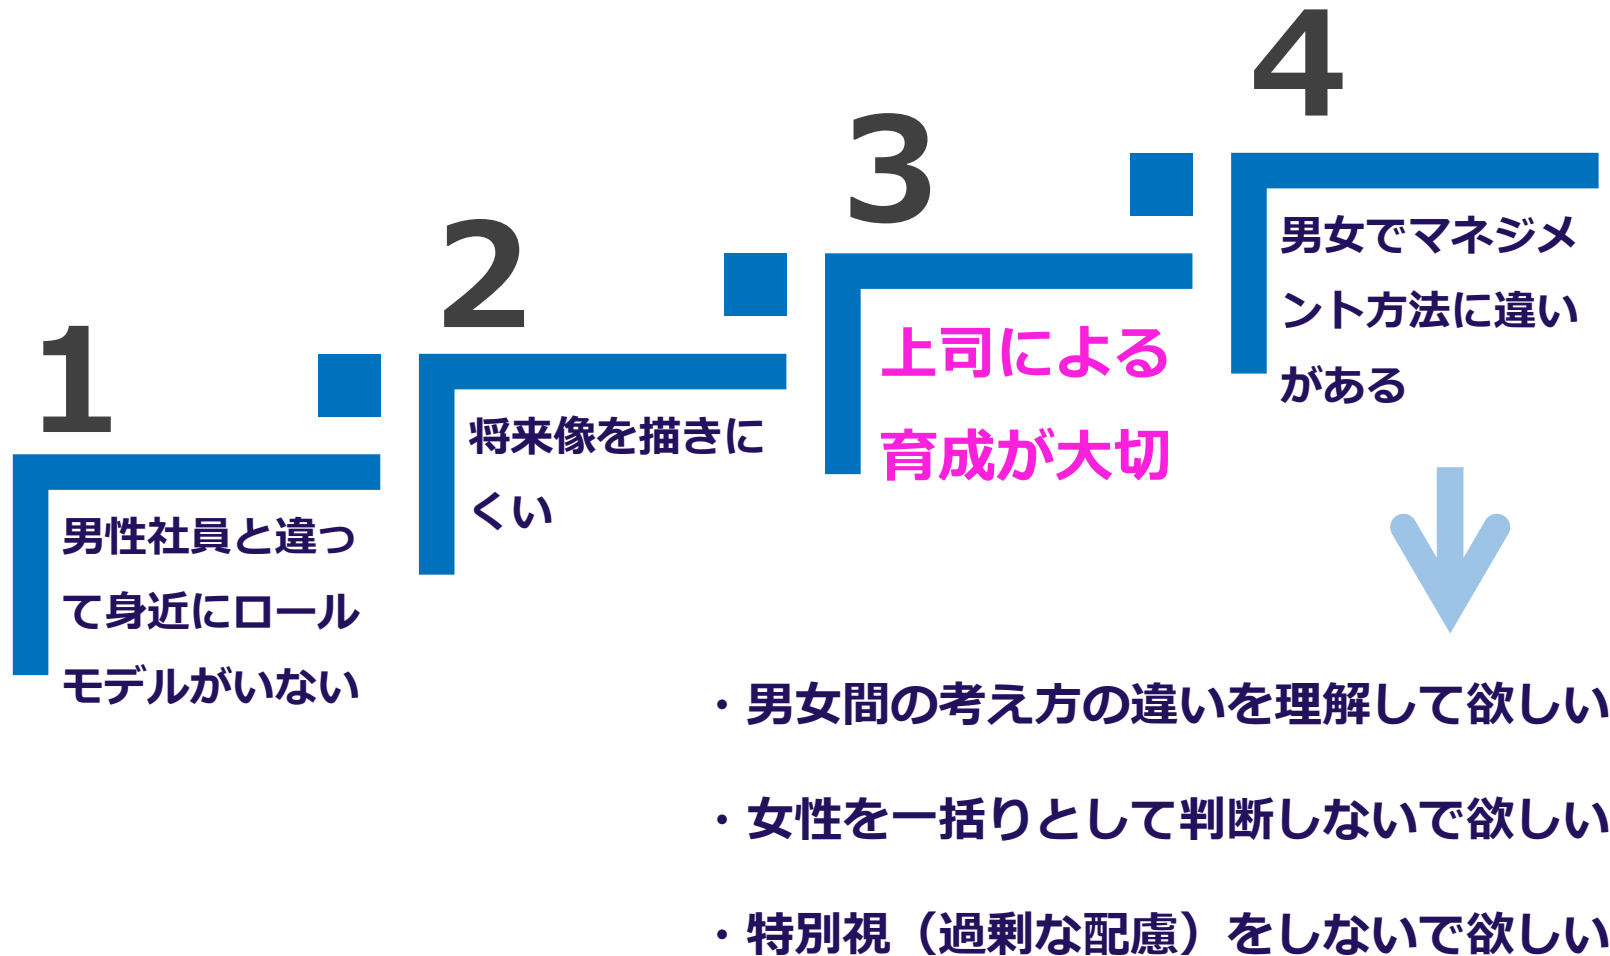 1
男性社員と違っ
て身近にロール
モデルがいない
2
将来像を描きに
くい
3
上司による
育成が大切
4
男女でマネジメ
ント方法に違い
がある
・男女間の考え方の違いを理解して欲しい
・女性を一括りとして判断しないで欲しい
・特別視（過剰な配慮）をしないで欲しい